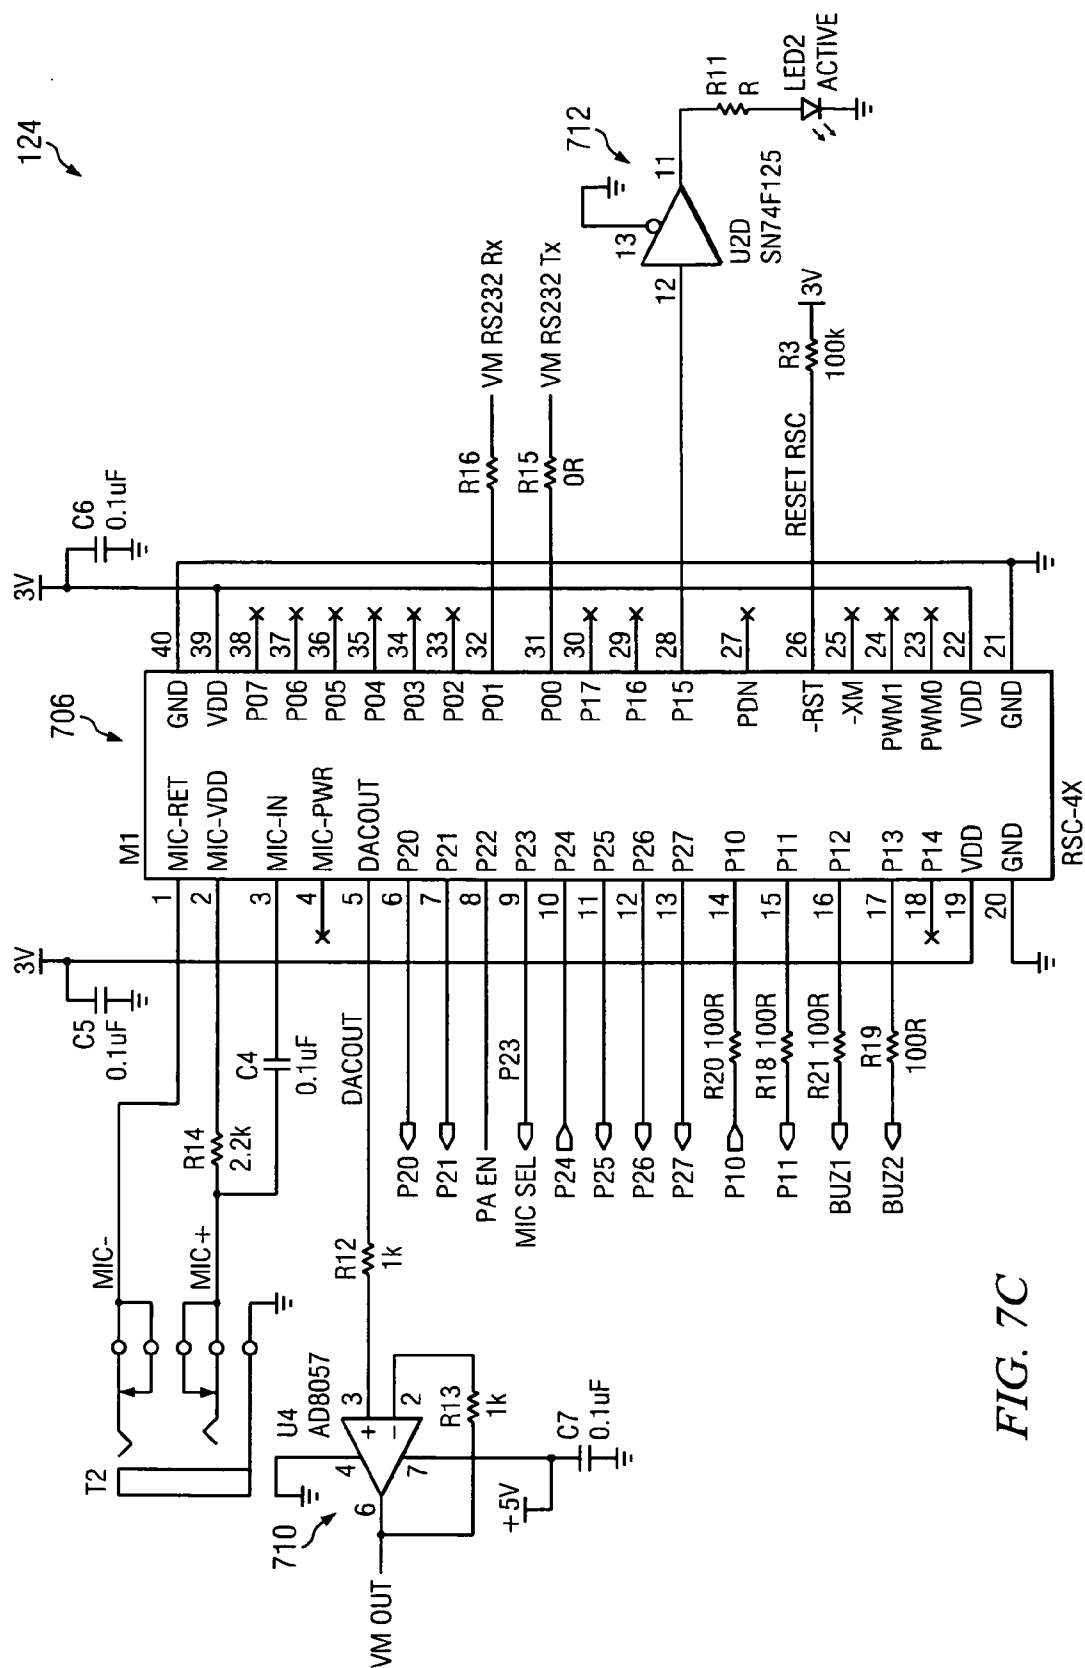 124
T2
MIC-
MIC+
R14
2.2k
C4
0.1uF
3V
C5
0.1uF
3V
C6
0.1uF
706
M1
RSC-4X
1
MIC-RET
2
MIC-VDD
3
MIC-IN
4
MIC-PWR
5
DACOUT
6
P20
7
P21
8
P22
9
P23
10
P24
11
P25
12
P26
13
P27
14
P10
15
P11
16
P12
17
P13
18
P14
19
VDD
20
GND
40
GND
39
VDD
38
P07
37
P06
36
P05
35
P04
34
P03
33
P02
32
P01
31
P00
30
P17
29
P16
28
P15
27
PDN
26
-RST
25
-XM
24
PWM1
23
PWM0
22
VDD
21
GND
DACOUT
R12
1k
U4
AD8057
3
2
4
7
6
+
-
710
VM OUT
R13
1k
+5V
C7
0.1uF
P20
P21
PA EN
MIC SEL
P23
P24
P25
P26
P27
P10
R20 100R
P11
R18 100R
BUZ1
R21 100R
BUZ2
R19
100R
R16
VM RS232 Rx
R15
0R
VM RS232 Tx
712
12
13
11
U2D
SN74F125
R11
R
LED2
ACTIVE
RESET RSC
R3
100k
3V
FIG. 7C